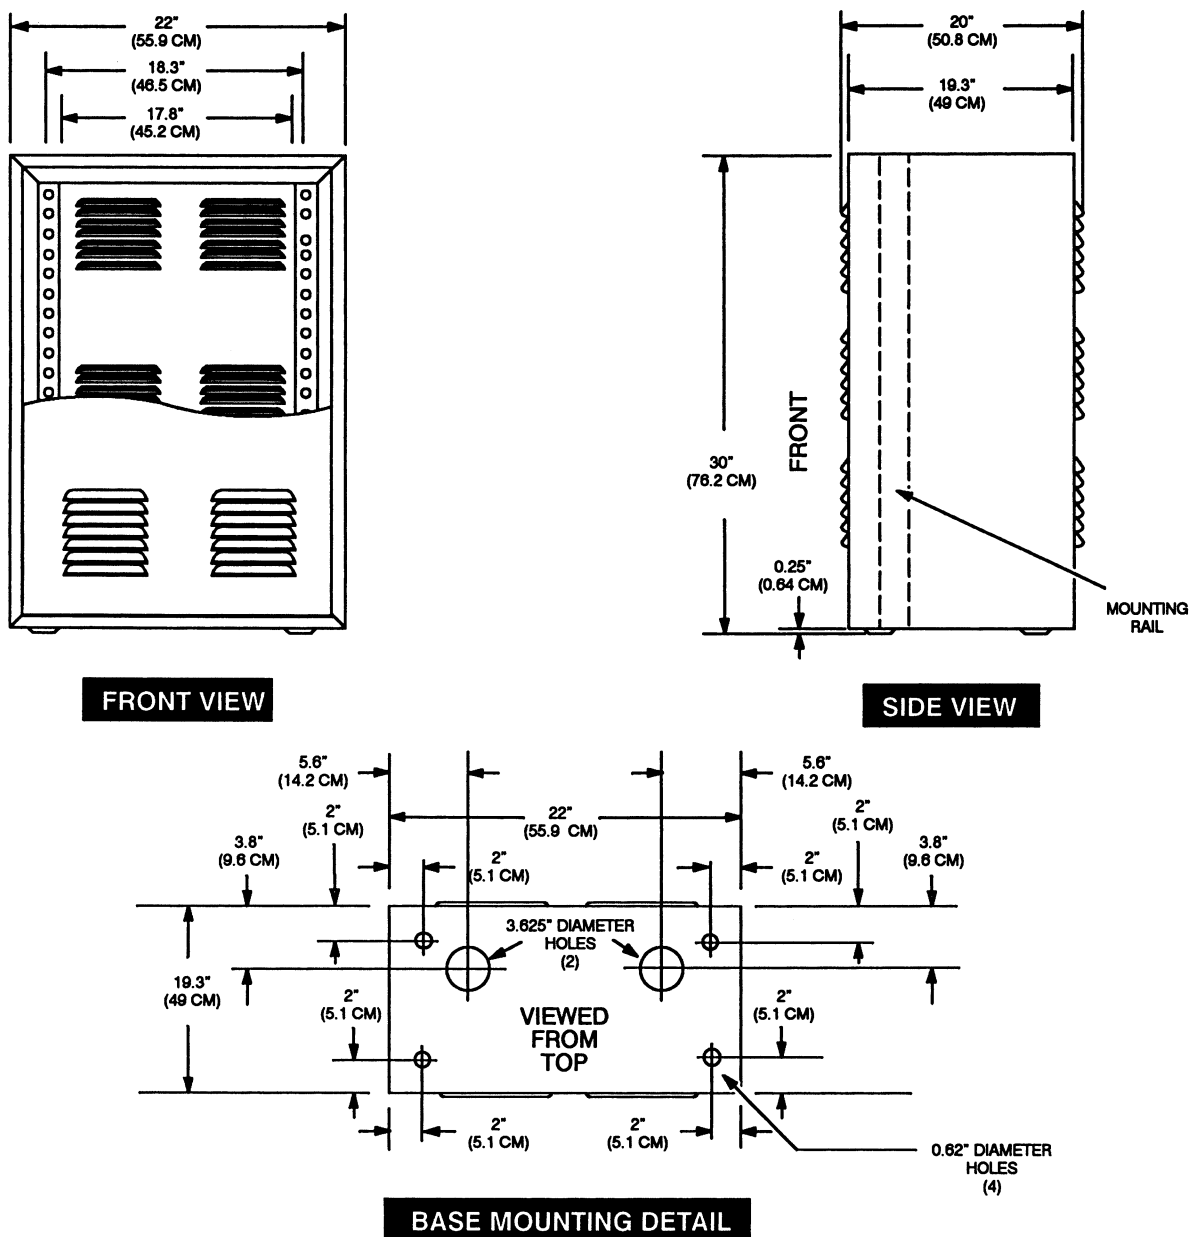 22"
(55.9 CM)
18.3"
(46.5 CM)
17.8"
(45.2 CM)
20"
(50.8 CM)
19.3"
(49 CM)
FRONT
30"
(76.2 CM)
0.25"
(0.64 CM)
MOUNTING
RAIL
FRONT VIEW
SIDE VIEW
5.6"
(14.2 CM)
5.6"
(14.2 CM)
2"
(5.1 CM)
22"
(55.9 CM)
2"
(5.1 CM)
3.8"
(9.6 CM)
2"
(5.1 CM)
2"
(5.1 CM)
3.8"
(9.6 CM)
3.625" DIAMETER
HOLES
(2)
19.3"
(49 CM)
2"
(5.1 CM)
VIEWED
FROM
TOP
2"
(5.1 CM)
2"
(5.1 CM)
2"
(5.1 CM)
0.62" DIAMETER
HOLES
(4)
BASE MOUNTING DETAIL